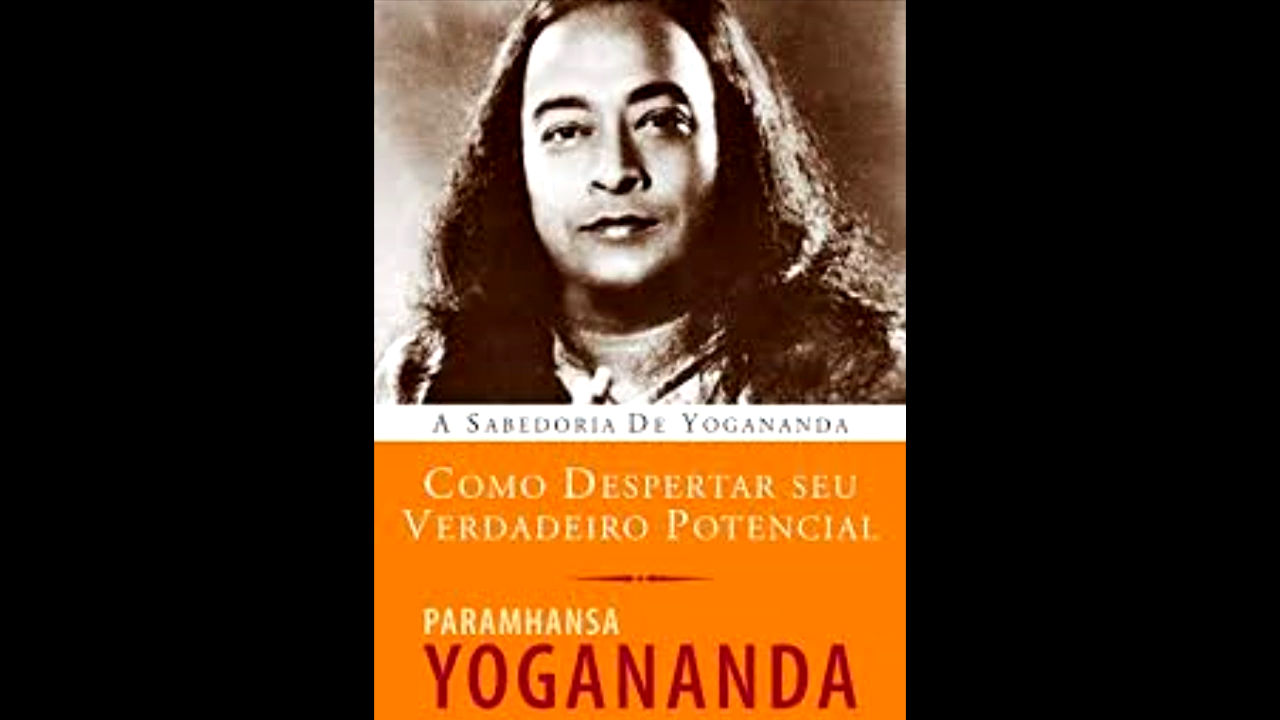 A SABEDORIA DE YOGANANDA
COMO DESPERTAR SEU
VERDADEIRO POTENCIAL
PARAMHANSA
YOGANANDA